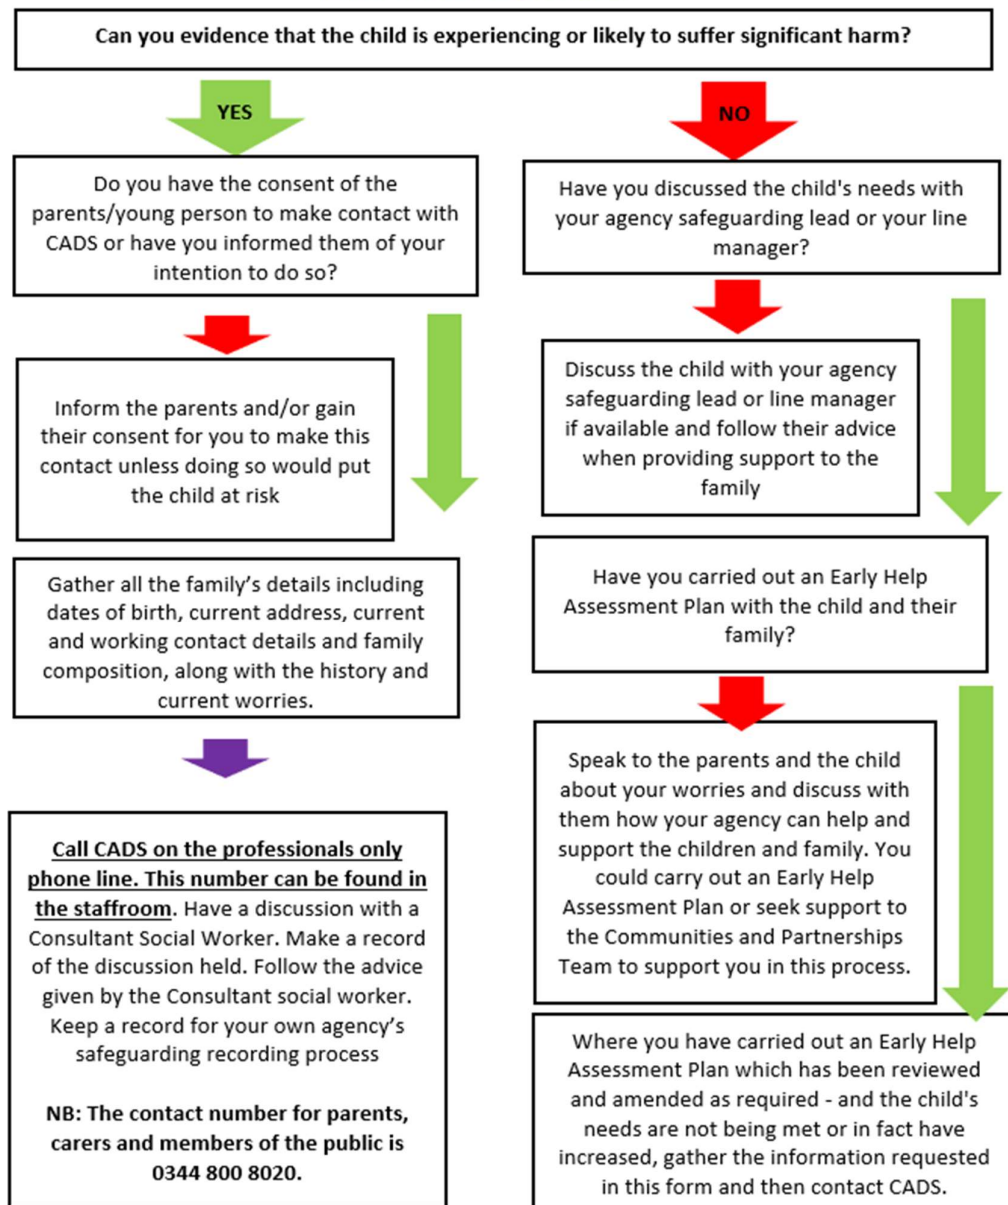 Can you evidence that the child is experiencing or likely to suffer significant harm?
YES
Do you have the consent of the
parents/young person to make contact with
CADS or have you informed them of your
intention to do so?
Inform the parents and/or gain
their consent for you to make this
contact unless doing so would put
the child at risk
Gather all the family’s details including
dates of birth, current address, current
and working contact details and family
composition, along with the history and
current worries.
Call CADS on the professionals only
phone line. This number can be found in
the staffroom. Have a discussion with a
Consultant Social Worker. Make a record
of the discussion held. Follow the advice
given by the Consultant social worker.
Keep a record for your own agency’s
safeguarding recording process
NB: The contact number for parents,
carers and members of the public is
0344 800 8020.
NO
Have you discussed the child's needs with
your agency safeguarding lead or your line
manager?
Discuss the child with your agency
safeguarding lead or line manager
if available and follow their advice
when providing support to the
family
Have you carried out an Early Help
Assessment Plan with the child and their
family?
Speak to the parents and the child
about your worries and discuss with
them how your agency can help and
support the children and family. You
could carry out an Early Help
Assessment Plan or seek support to
the Communities and Partnerships
Team to support you in this process.
Where you have carried out an Early Help
Assessment Plan which has been reviewed
and amended as required - and the child's
needs are not being met or in fact have
increased, gather the information requested
in this form and then contact CADS.